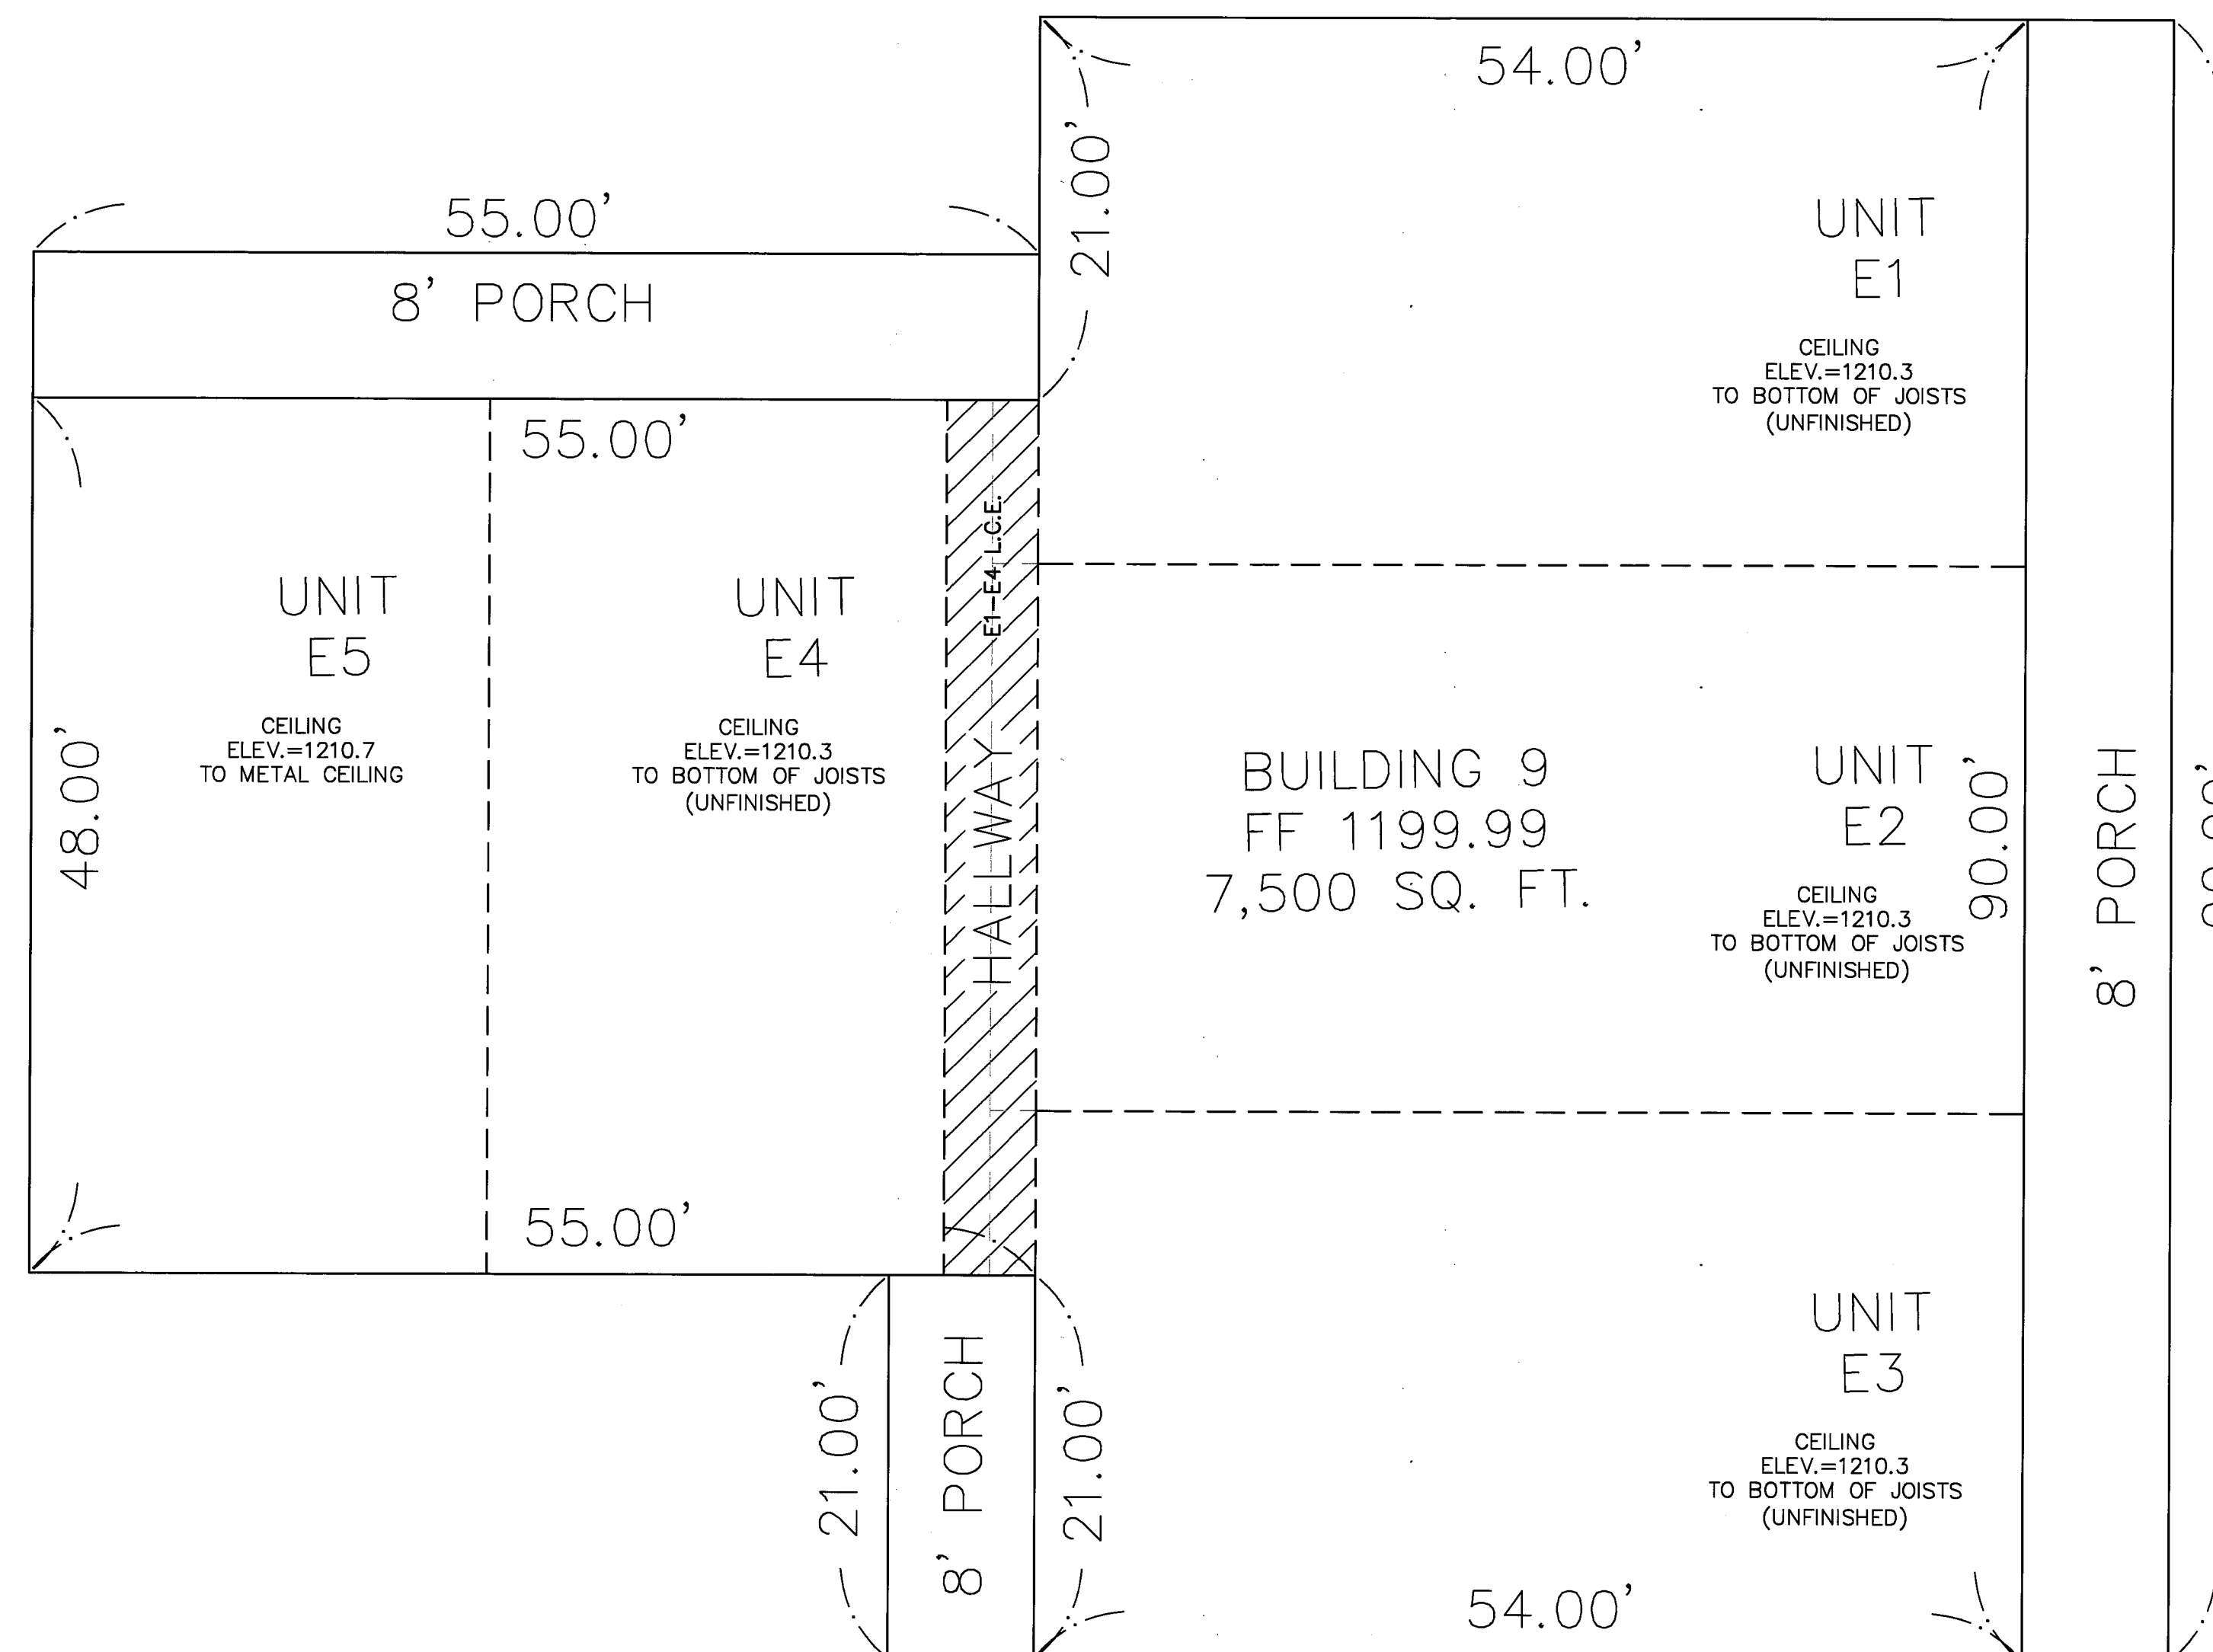 54.00'
21.00'
55.00'
8' PORCH
UNIT
E1
CEILING
ELEV.=1210.3
TO BOTTOM OF JOISTS
(UNFINISHED)
55.00'
E1-E4 L.C.E.
HALLWAY
UNIT
E5
CEILING
ELEV.=1210.7
TO METAL CEILING
48.00'
UNIT
E4
CEILING
ELEV.=1210.3
TO BOTTOM OF JOISTS
(UNFINISHED)
BUILDING 9
FF 1199.99
7,500 SQ. FT.
UNIT
E2
CEILING
ELEV.=1210.3
TO BOTTOM OF JOISTS
(UNFINISHED)
90.00'
8' PORCH
55.00'
21.00'
8' PORCH
21.00'
UNIT
E3
CEILING
ELEV.=1210.3
TO BOTTOM OF JOISTS
(UNFINISHED)
54.00'